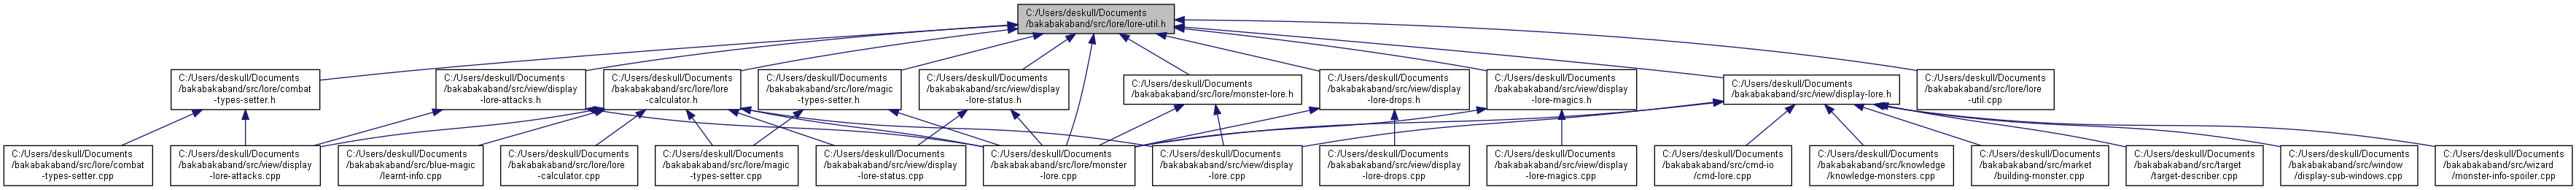 C:/Users/deskull/Documents
/bakabakaband/src/lore/lore-util.h
C:/Users/deskull/Documents
/bakabakaband/src/lore/combat
-types-setter.h
C:/Users/deskull/Documents
/bakabakaband/src/view/display
-lore-attacks.h
C:/Users/deskull/Documents
/bakabakaband/src/lore/lore
-calculator.h
C:/Users/deskull/Documents
/bakabakaband/src/lore/magic
-types-setter.h
C:/Users/deskull/Documents
/bakabakaband/src/view/display
-lore-status.h
C:/Users/deskull/Documents
/bakabakaband/src/lore/monster-lore.h
C:/Users/deskull/Documents
/bakabakaband/src/view/display
-lore-drops.h
C:/Users/deskull/Documents
/bakabakaband/src/view/display
-lore-magics.h
C:/Users/deskull/Documents
/bakabakaband/src/view/display-lore.h
C:/Users/deskull/Documents
/bakabakaband/src/lore/lore
-util.cpp
C:/Users/deskull/Documents
/bakabakaband/src/lore/combat
-types-setter.cpp
C:/Users/deskull/Documents
/bakabakaband/src/view/display
-lore-attacks.cpp
C:/Users/deskull/Documents
/bakabakaband/src/blue-magic
/learnt-info.cpp
C:/Users/deskull/Documents
/bakabakaband/src/lore/lore
-calculator.cpp
C:/Users/deskull/Documents
/bakabakaband/src/lore/magic
-types-setter.cpp
C:/Users/deskull/Documents
/bakabakaband/src/view/display
-lore-status.cpp
C:/Users/deskull/Documents
/bakabakaband/src/lore/monster
-lore.cpp
C:/Users/deskull/Documents
/bakabakaband/src/view/display
-lore.cpp
C:/Users/deskull/Documents
/bakabakaband/src/view/display
-lore-drops.cpp
C:/Users/deskull/Documents
/bakabakaband/src/view/display
-lore-magics.cpp
C:/Users/deskull/Documents
/bakabakaband/src/cmd-io
/cmd-lore.cpp
C:/Users/deskull/Documents
/bakabakaband/src/knowledge
/knowledge-monsters.cpp
C:/Users/deskull/Documents
/bakabakaband/src/market
/building-monster.cpp
C:/Users/deskull/Documents
/bakabakaband/src/target
/target-describer.cpp
C:/Users/deskull/Documents
/bakabakaband/src/window
/display-sub-windows.cpp
C:/Users/deskull/Documents
/bakabakaband/src/wizard
/monster-info-spoiler.cpp